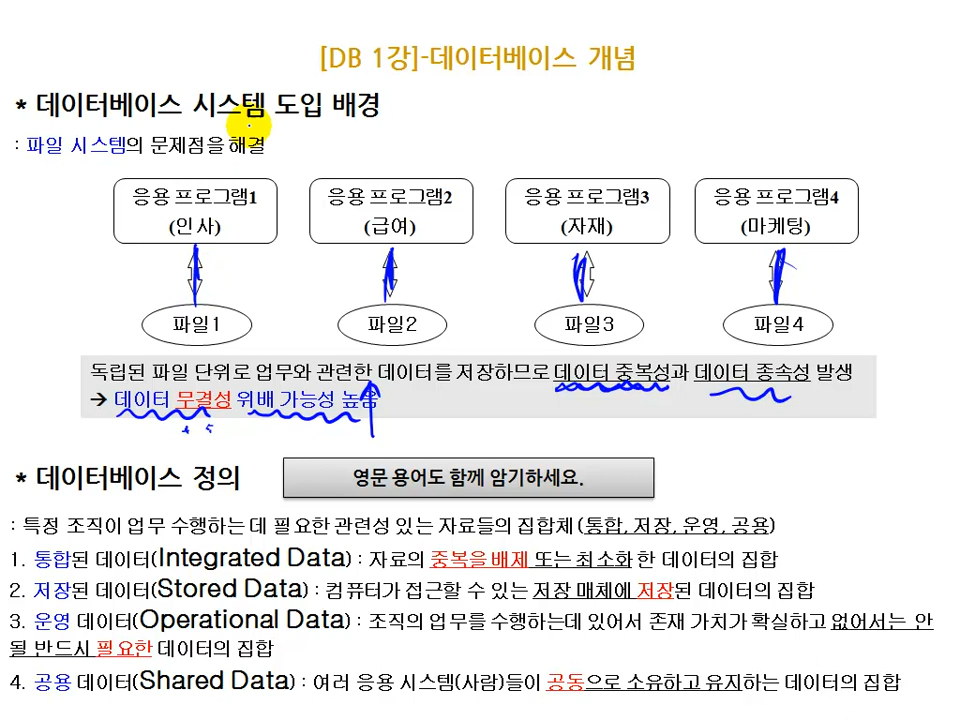 [DB 1강]-데이터베이스 개념
* 데이터베이스 시스템 도입 배경
: 파일 시스템의 문제점을 해결
응용 프로그램1 응용 프로그램2 응용 프로그램3 응용 프로그램4
(인사) (급여) (자재) (마케팅)
파일1 파일2 파일3 파일4
독립된 파일 단위로 업무와 관련한 데이터를 저장하므로 데이터 중복성과 데이터 종속성 발생
→ 데이터 무결성 위배 가능성 높음
* 데이터베이스 정의
영문 용어도 함께 암기하세요.
: 특정 조직이 업무 수행하는 데 필요한 관련성 있는 자료들의 집합체 (통합, 저장, 운영, 공용)
1. 통합된 데이터(Integrated Data) : 자료의 중복을 배제 또는 최소화 한 데이터의 집합
2. 저장된 데이터(Stored Data) : 컴퓨터가 접근할 수 있는 저장 매체에 저장된 데이터의 집합
3. 운영 데이터(Operational Data) : 조직의 업무를 수행하는데 있어서 존재 가치가 확실하고 없어서는 안
될 반드시 필요한 데이터의 집합
4. 공용 데이터(Shared Data) : 여러 응용 시스템(사람)들이 공동으로 소유하고 유지하는 데이터의 집합